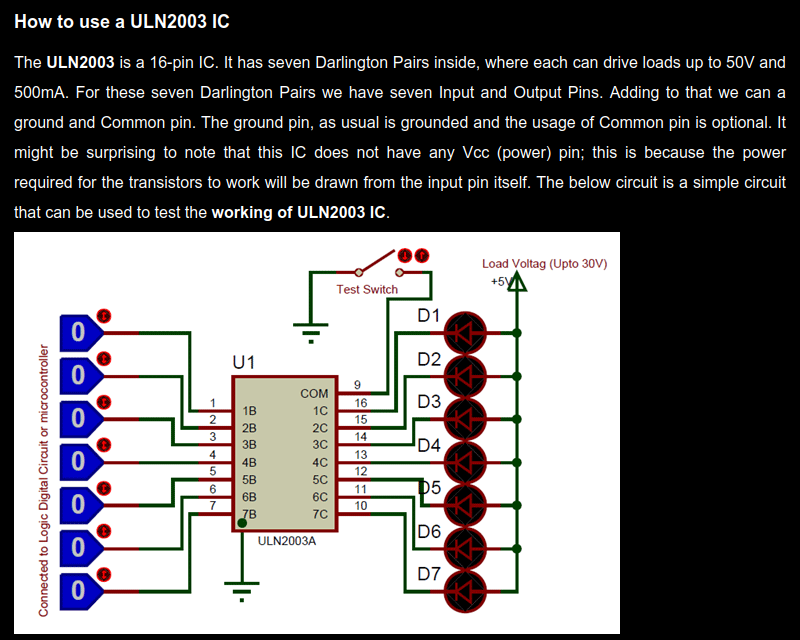 How to use a ULN2003 IC
The ULN2003 is a 16-pin IC. It has seven Darlington Pairs inside, where each can drive loads up to 50V and
500mA. For these seven Darlington Pairs we have seven Input and Output Pins. Adding to that we can a
ground and Common pin. The ground pin, as usual is grounded and the usage of Common pin is optional. It
might be surprising to note that this IC does not have any Vcc (power) pin; this is because the power
required for the transistors to work will be drawn from the input pin itself. The below circuit is a simple circuit
that can be used to test the working of ULN2003 IC.
Load Voltag (Upto 30V)
+5V
Test Switch
Connected to Logic Digital Circuit or microcontroller
0
0
0
0
0
0
0
U1
COM 9
1 1B 1C 16
2 2B 2C 15
3 3B 3C 14
4 4B 4C 13
5 5B 5C 12
6 6B 6C 11
7 7B 7C 10
ULN2003A
D1
D2
D3
D4
D5
D6
D7